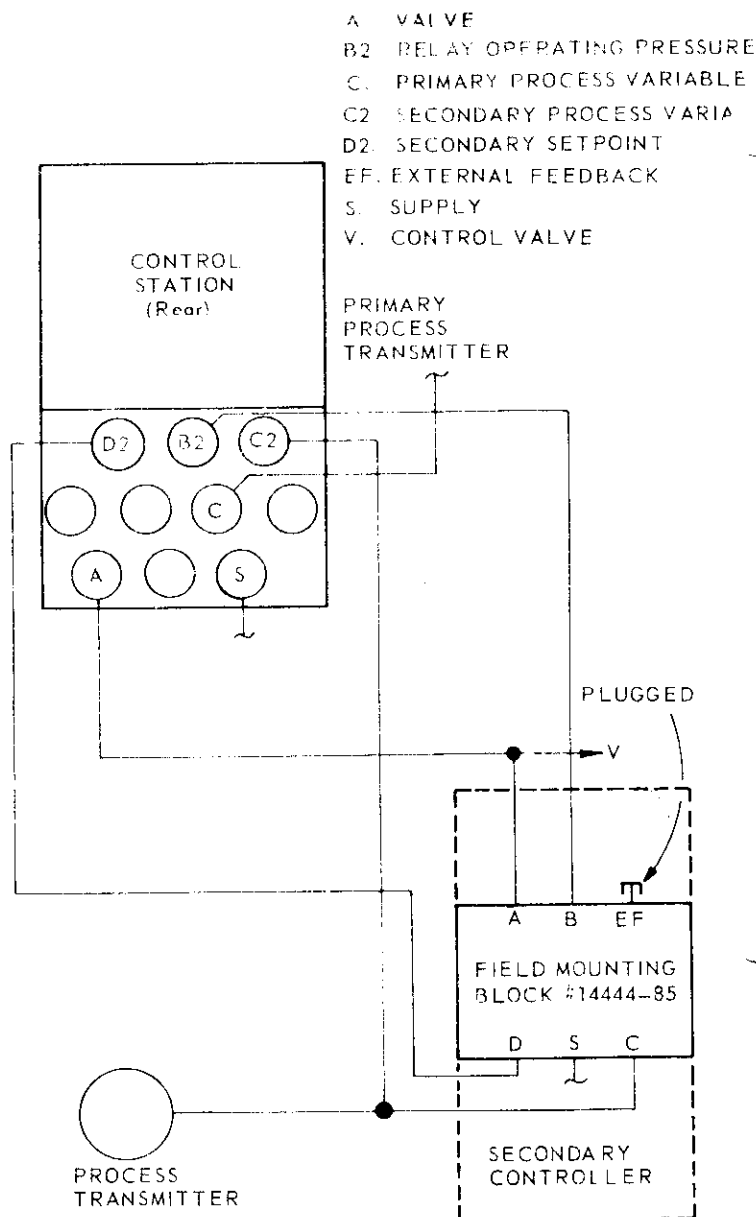 A VALVE
B2 RELAY OPERATING PRESSURE
C. PRIMARY PROCESS VARIABLE
C2 SECONDARY PROCESS VARIA
D2. SECONDARY SETPOINT
EF. EXTERNAL FEEDBACK
S. SUPPLY
V. CONTROL VALVE
CONTROL
STATION
(Rear)
PRIMARY
PROCESS
TRANSMITTER
D2 B2 C2
C
A S
PLUGGED
V
A B EF
FIELD MOUNTING
BLOCK #14444-85
D S C
SECONDARY
CONTROLLER
PROCESS
TRANSMITTER